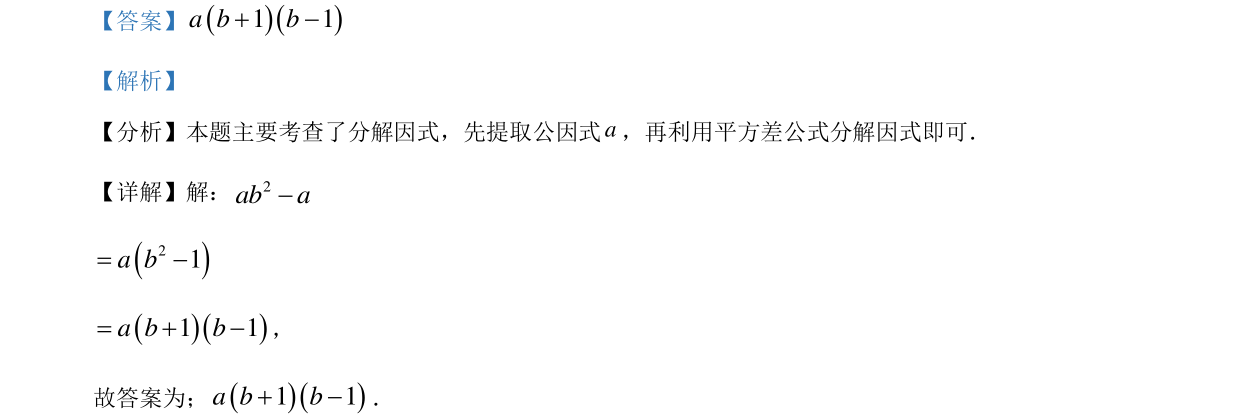 【答案】a(b+1)(b−1)
【解析】
【分析】本题主要考查了分解因式，先提取公因式a，再利用平方差公式分解因式即可．
【详解】解：ab²−a
=a(b²−1)
=a(b+1)(b−1)，
故答案为；a(b+1)(b−1)．